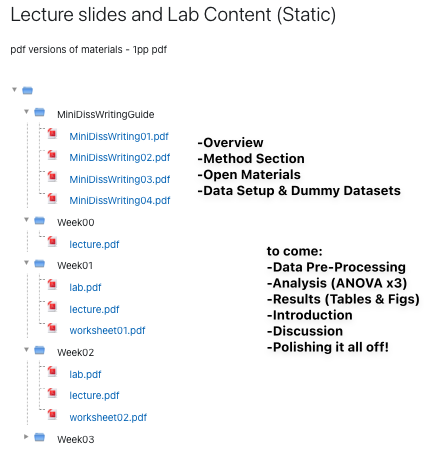 Lecture slides and Lab Content (Static)
pdf versions of materials - 1pp pdf
MiniDissWritingGuide
MiniDissWriting01.pdf
MiniDissWriting02.pdf
MiniDissWriting03.pdf
MiniDissWriting04.pdf
-Overview
-Method Section
-Open Materials
-Data Setup & Dummy Datasets
Week00
lecture.pdf
Week01
lab.pdf
lecture.pdf
worksheet01.pdf
to come:
-Data Pre-Processing
-Analysis (ANOVA x3)
-Results (Tables & Figs)
-Introduction
-Discussion
-Polishing it all off!
Week02
lab.pdf
lecture.pdf
worksheet02.pdf
Week03